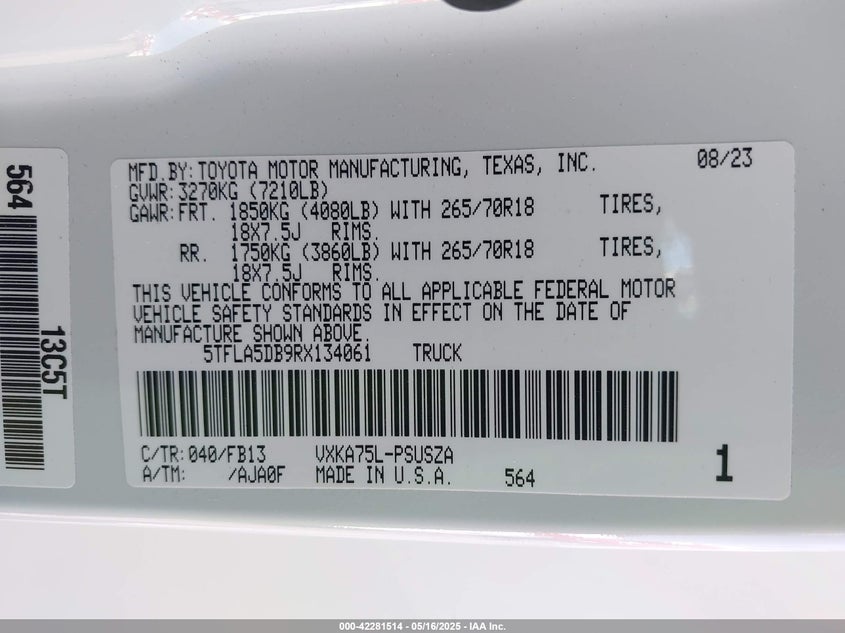 564
13C5T
MFD.BY:TOYOTA MOTOR MANUFACTURING, TEXAS, INC. 08/23
GVWR:3270KG (7210LB)
GAWR:FRT. 1850KG (4080LB) WITH 265/70R18 TIRES,
18X7.5J RIMS.
RR. 1750KG (3860LB) WITH 265/70R18 TIRES,
18X7.5J RIMS.
THIS VEHICLE CONFORMS TO ALL APPLICABLE FEDERAL MOTOR
VEHICLE SAFETY STANDARDS IN EFFECT ON THE DATE OF
MANUFACTURE SHOWN ABOVE.
5TFLA5DB9RX134061 TRUCK
C/TR:040/FB13 VXKA75L-PSUSZA
A/TM: /AJA0F MADE IN U.S.A. 564 1
000-42281514 - 05/16/2025 - IAA Inc.